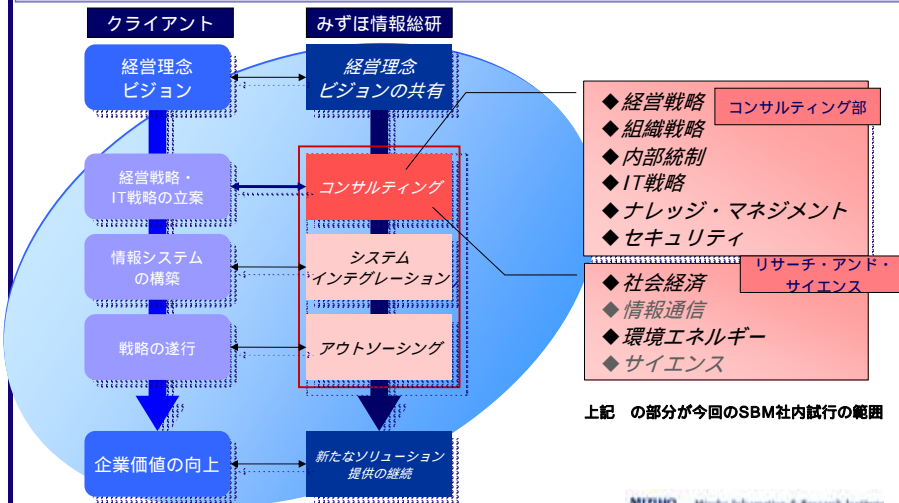 クライアント
みずほ情報総研
経営理念
ビジョン
経営理念
ビジョンの共有
経営戦略・
IT戦略の立案
コンサルティング
情報システム
の構築
システム
インテグレーション
戦略の遂行
アウトソーシング
企業価値の向上
新たなソリューション
提供の継続
コンサルティング部
◆経営戦略
◆組織戦略
◆内部統制
◆IT戦略
◆ナレッジ・マネジメント
◆セキュリティ
リサーチ・アンド・
サイエンス
◆社会経済
◆情報通信
◆環境エネルギー
◆サイエンス
上記 の部分が今回のSBM社内試行の範囲